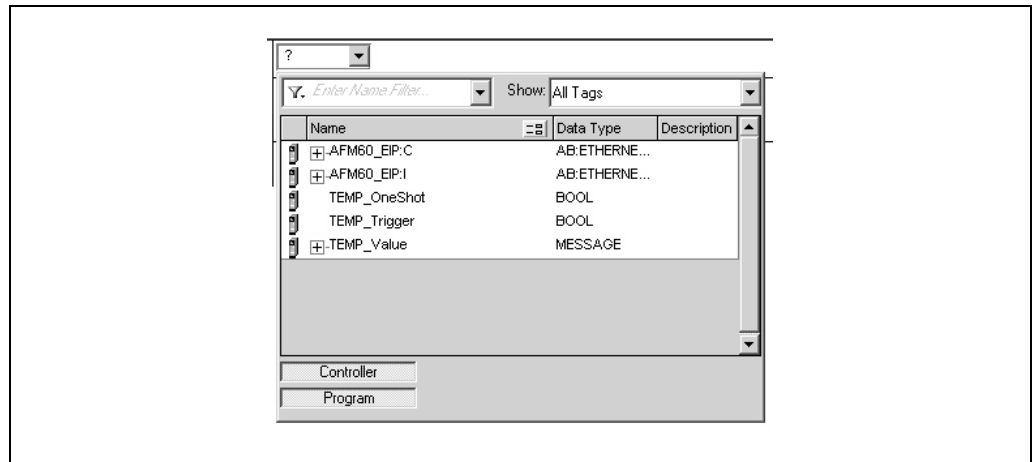 ?
Enter Name Filter... Show: All Tags
Name Data Type Description
AFM60_EIP:C AB:ETHERNE...
AFM60_EIP:I AB:ETHERNE...
TEMP_OneShot BOOL
TEMP_Trigger BOOL
TEMP_Value MESSAGE
Controller
Program